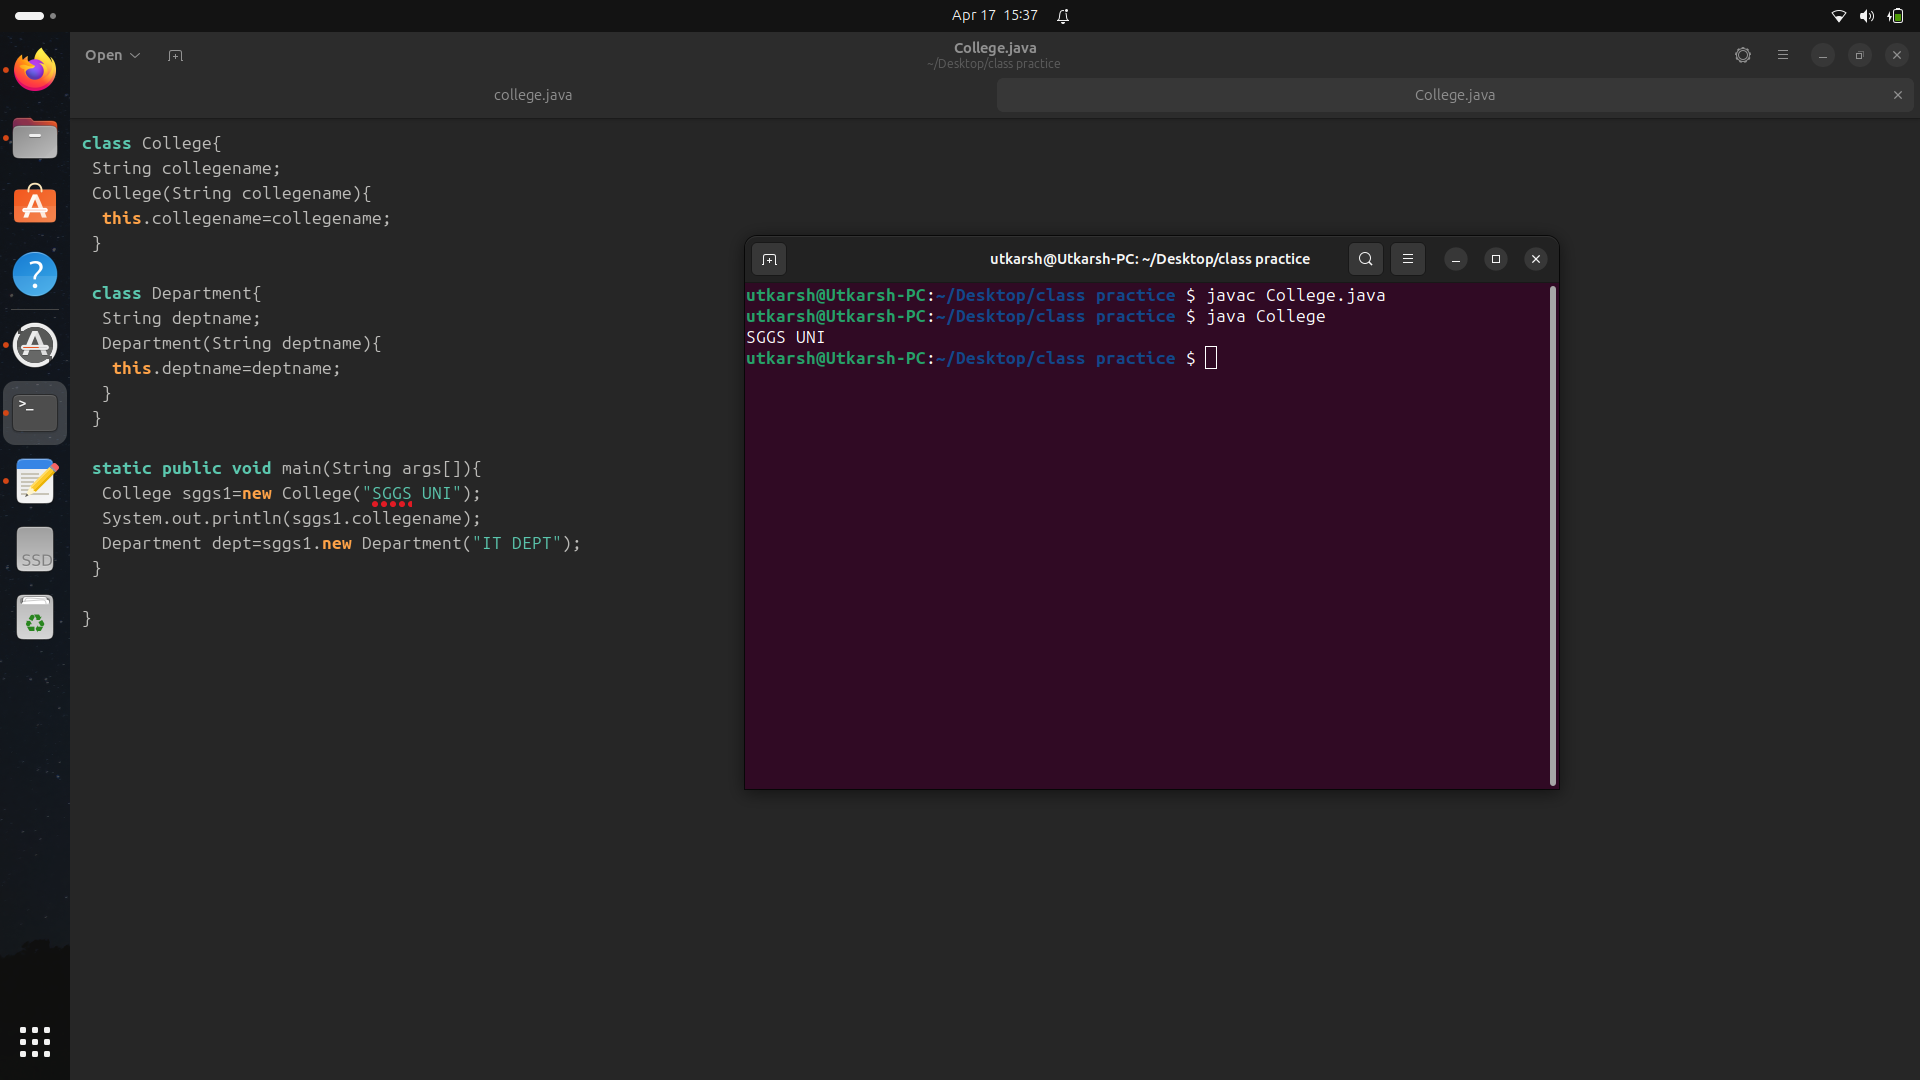 Apr 17 15:37
Open
College.java
~/Desktop/class practice
college.java
College.java
class College{
 String collegename;
 College(String collegename){
  this.collegename=collegename;
 }
 class Department{
  String deptname;
  Department(String deptname){
   this.deptname=deptname;
  }
 }
 static public void main(String args[]){
  College sggs1=new College("SGGS UNI");
  System.out.println(sggs1.collegename);
  Department dept=sggs1.new Department("IT DEPT");
 }
}
utkarsh@Utkarsh-PC: ~/Desktop/class practice
utkarsh@Utkarsh-PC:~/Desktop/class practice $ javac College.java
utkarsh@Utkarsh-PC:~/Desktop/class practice $ java College
SGGS UNI
utkarsh@Utkarsh-PC:~/Desktop/class practice $
>_
SSD